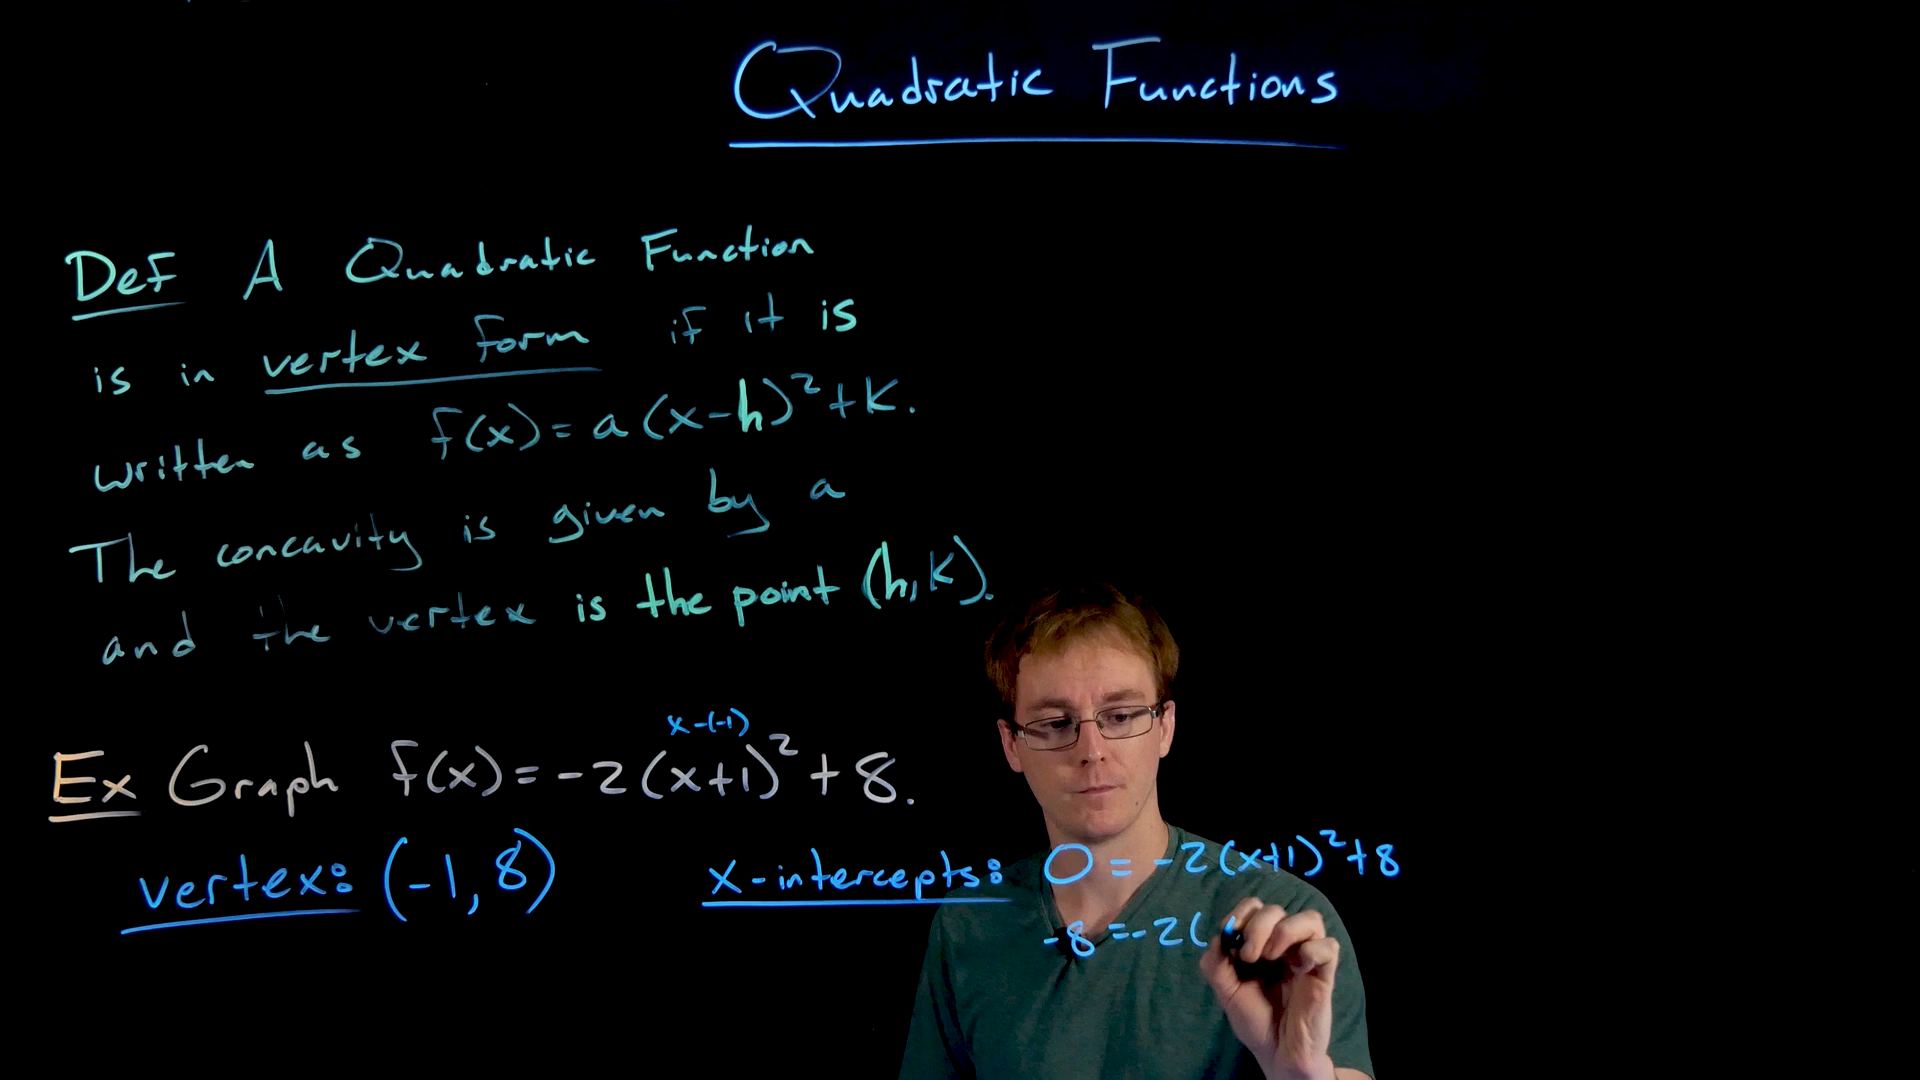 Quadratic Functions
Def A Quadratic Function
is in vertex form if it is
written as f(x) = a(x-h)²+k.
The concavity is given by a
and the vertex is the point (h,k).
x-(-1)
Ex Graph f(x) = -2(x+1)²+8.
vertex: (-1,8)
x-intercepts: 0 = -2(x+1)²+8
-8 = -2(